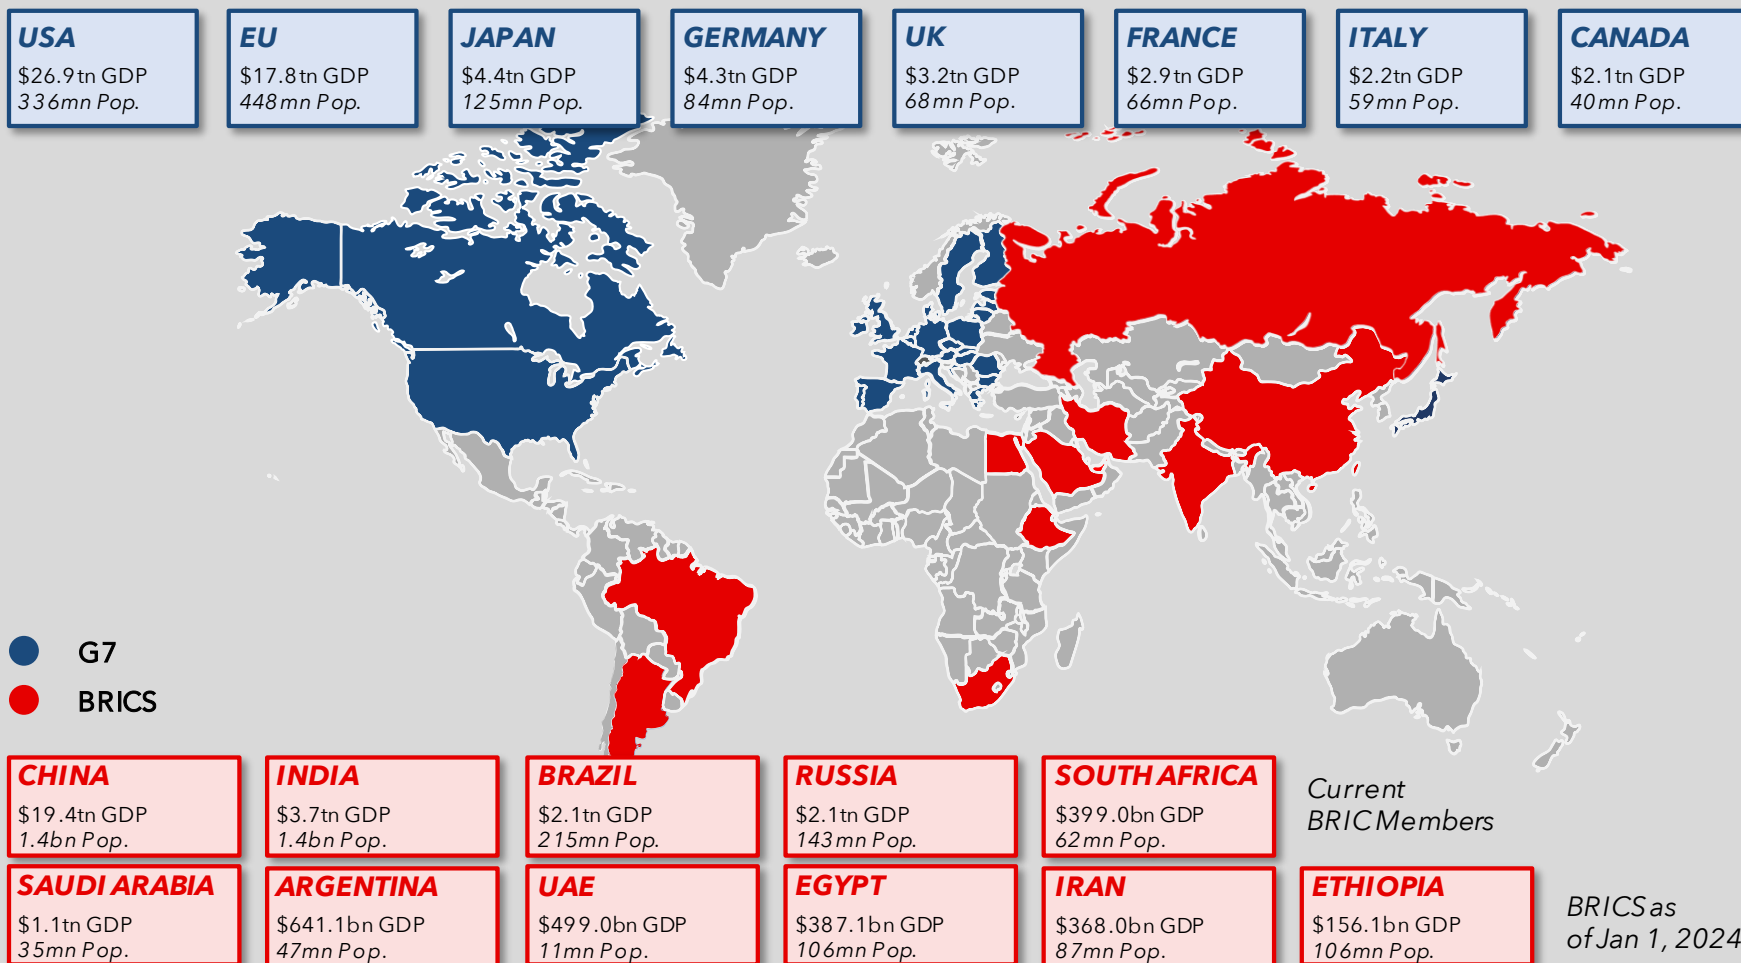 USA
$26.9tn GDP
336mn Pop.
EU
$17.8tn GDP
448mn Pop.
JAPAN
$4.4tn GDP
125mn Pop.
GERMANY
$4.3tn GDP
84mn Pop.
UK
$3.2tn GDP
68mn Pop.
FRANCE
$2.9tn GDP
66mn Pop.
ITALY
$2.2tn GDP
59mn Pop.
CANADA
$2.1tn GDP
40mn Pop.
G7
BRICS
CHINA
$19.4tn GDP
1.4bn Pop.
INDIA
$3.7tn GDP
1.4bn Pop.
BRAZIL
$2.1tn GDP
215mn Pop.
RUSSIA
$2.1tn GDP
143mn Pop.
SOUTH AFRICA
$399.0bn GDP
62mn Pop.
Current
BRIC Members
SAUDI ARABIA
$1.1tn GDP
35mn Pop.
ARGENTINA
$641.1bn GDP
47mn Pop.
UAE
$499.0bn GDP
11mn Pop.
EGYPT
$387.1bn GDP
106mn Pop.
IRAN
$368.0bn GDP
87mn Pop.
ETHIOPIA
$156.1bn GDP
106mn Pop.
BRICS as
of Jan 1, 2024